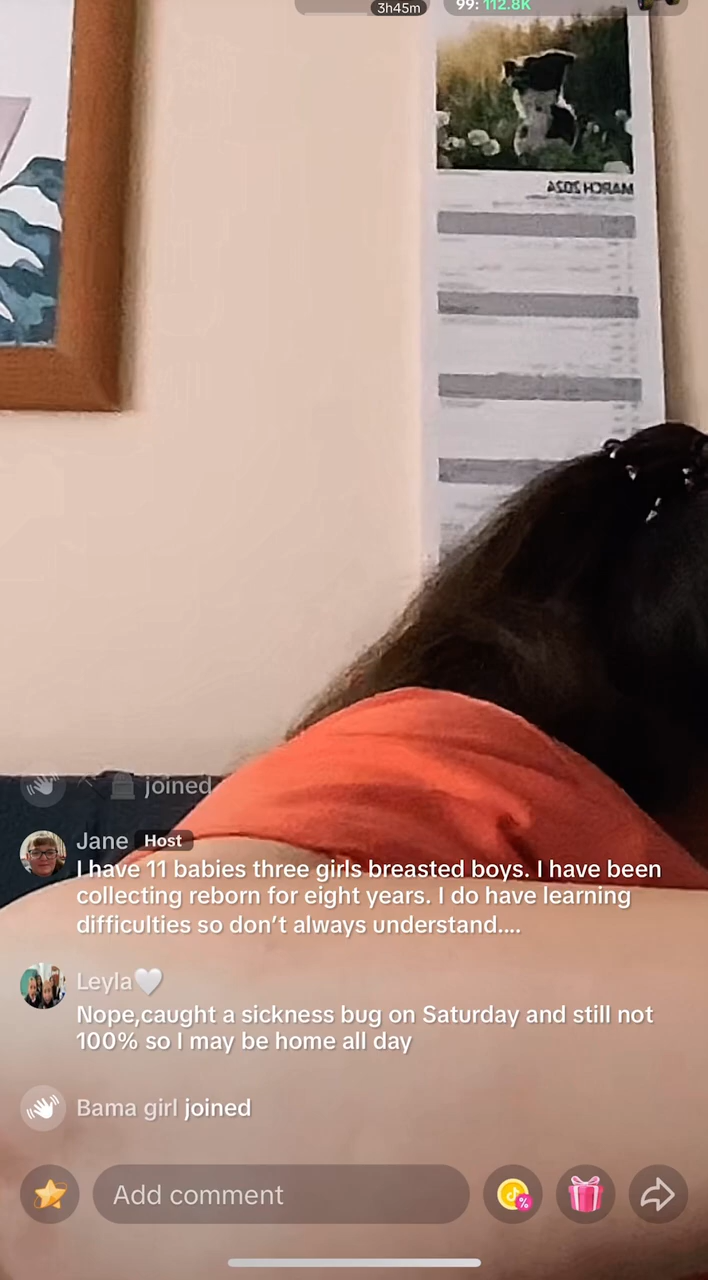 3h45m
99: 112.8K
MARCH 2024
joined
Jane Host
I have 11 babies three girls breasted boys. I have been
collecting reborn for eight years. I do have learning
difficulties so don’t always understand....
Leyla🤍
Nope,caught a sickness bug on Saturday and still not
100% so I may be home all day
Bama girl joined
Add comment